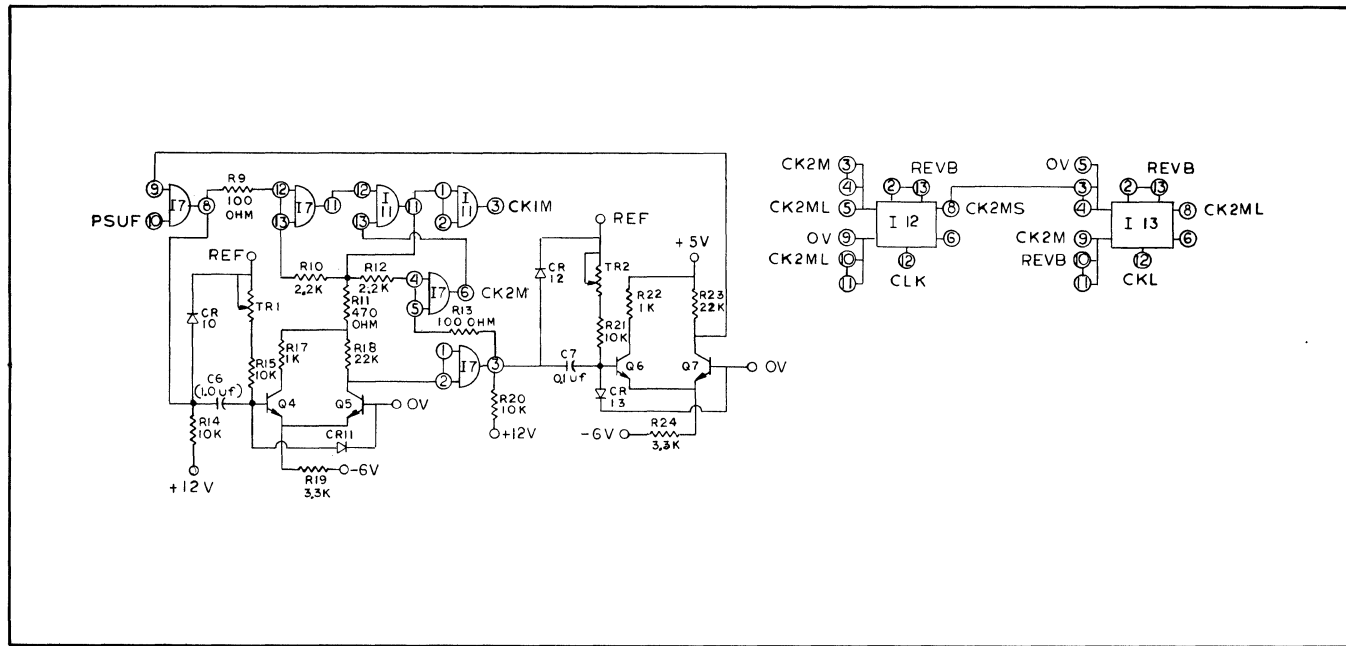 9
10
PSUF
I7
8
R9
100
OHM
12
13
I7
11
12
13
I
11
11
1
2
I
11
3
CK1M
REF
TR1
CR
10
R10
2.2K
R12
2.2K
R11
470
OHM
4
5
I7
6
CK2M
R13
100 OHM
R17
1K
R18
22K
R15
10K
C6
(1.0uf)
Q4
Q5
0V
1
2
I7
3
R14
10K
+12V
CR11
R19
3.3K
-6V
R20
10K
+12V
REF
CR
12
TR2
R21
10K
C7
0.1uf
+5V
R22
1K
R23
22K
Q6
Q7
0V
CR
13
R24
3.3K
-6V
CK2M
3
4
CK2ML
5
0V
9
CK2ML
10
11
REVB
2
13
I 12
8
CK2MS
6
12
CLK
0V
5
3
4
CK2M
9
REVB
10
11
REVB
2
13
I 13
8
CK2ML
6
12
CKL